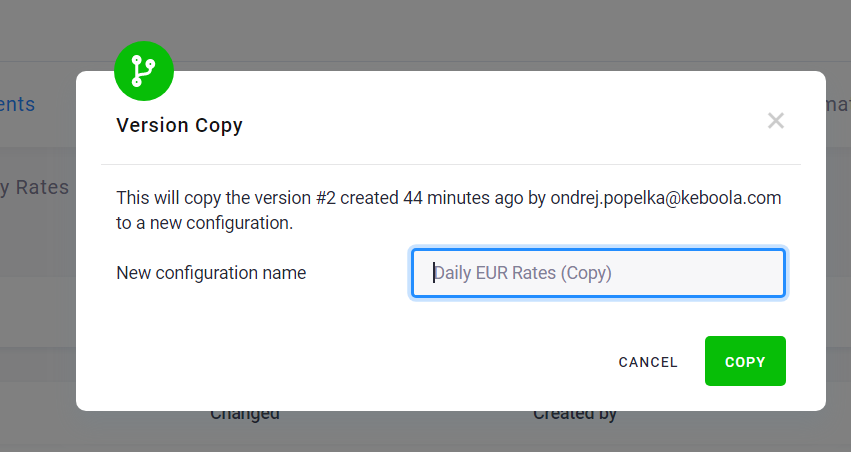 ents
Version Copy
mat
y Rates
This will copy the version #2 created 44 minutes ago by ondrej.popelka@keboola.com
to a new configuration.
New configuration name
Daily EUR Rates (Copy)
CANCEL
COPY
Changed
Created by